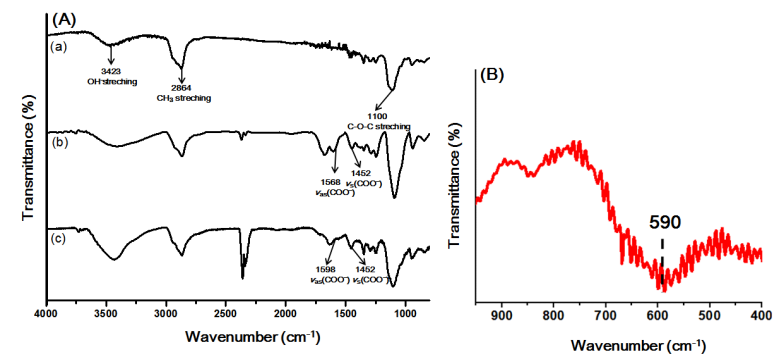 (A)
(a)
3423
OH streching
2864
CH₃ streching
1100
C-O-C streching
(b)
1568
νas(COO⁻)
1452
νs(COO⁻)
(c)
1598
νas(COO⁻)
1452
νs(COO⁻)
Transmittance (%)
4000 3500 3000 2500 2000 1500 1000
Wavenumber (cm⁻¹)
(B)
590
Transmittance (%)
900 800 700 600 500 400
Wavenumber (cm⁻¹)